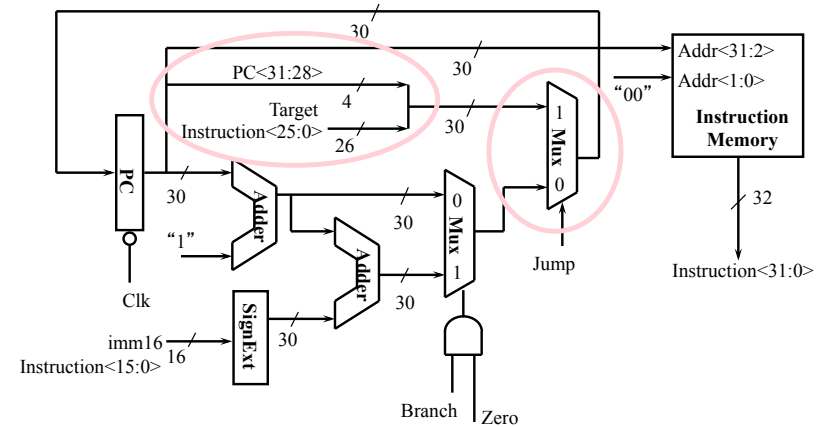 30
30
Addr<31:2>
PC<31:28>
4
“00”
Addr<1:0>
Target
Instruction<25:0>
26
30
1
Mux
0
Instruction
Memory
PC
30
Adder
“1”
30
0
Mux
1
32
Instruction<31:0>
Jump
Adder
30
Clk
SignExt
30
imm16
16
Instruction<15:0>
Branch
Zero